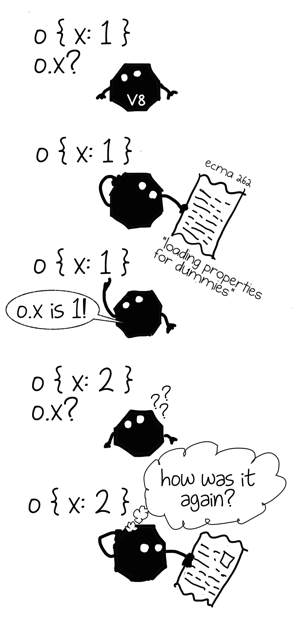 o { x: 1 }
o.x?
V8
o { x: 1 }
ecma 262
"loading properties
for dummies"
o { x: 1 }
o.x is 1!
o { x: 2 }
o.x?
???
how was it
again?
o { x: 2 }